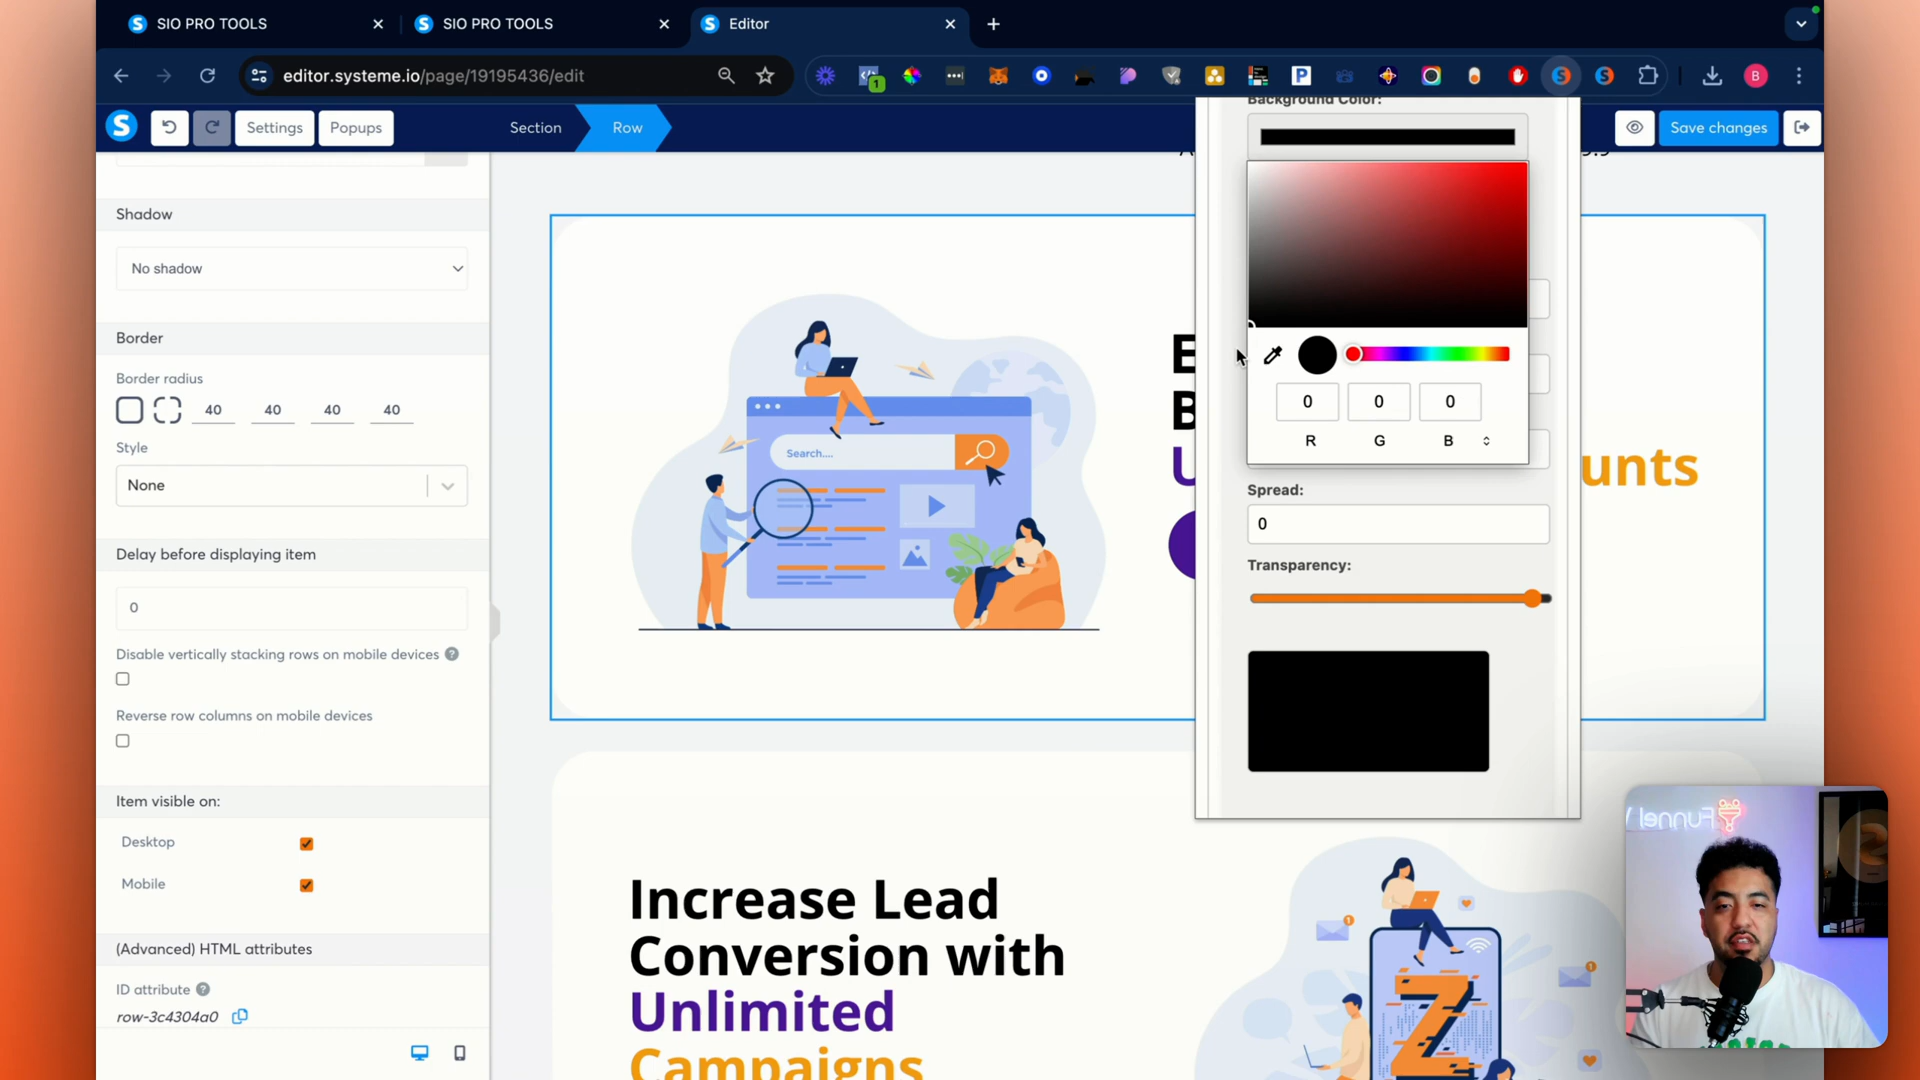 SIO PRO TOOLS
SIO PRO TOOLS
Editor
editor.systeme.io/page/19195436/edit
1
P
B
Settings
Popups
Section
Row
Save changes
Background Color:
Shadow
No shadow
Border
Border radius
40 40 40 40
Style
None
Delay before displaying item
0
Disable vertically stacking rows on mobile devices
Reverse row columns on mobile devices
Item visible on:
Desktop
Mobile
(Advanced) HTML attributes
ID attribute
row-3c4304a0
Search....
E
B
U
unts
0 0 0
R G B
Spread:
0
Transparency:
Increase Lead
Conversion with
Unlimited
Campaigns
1
1
Z
Funnel